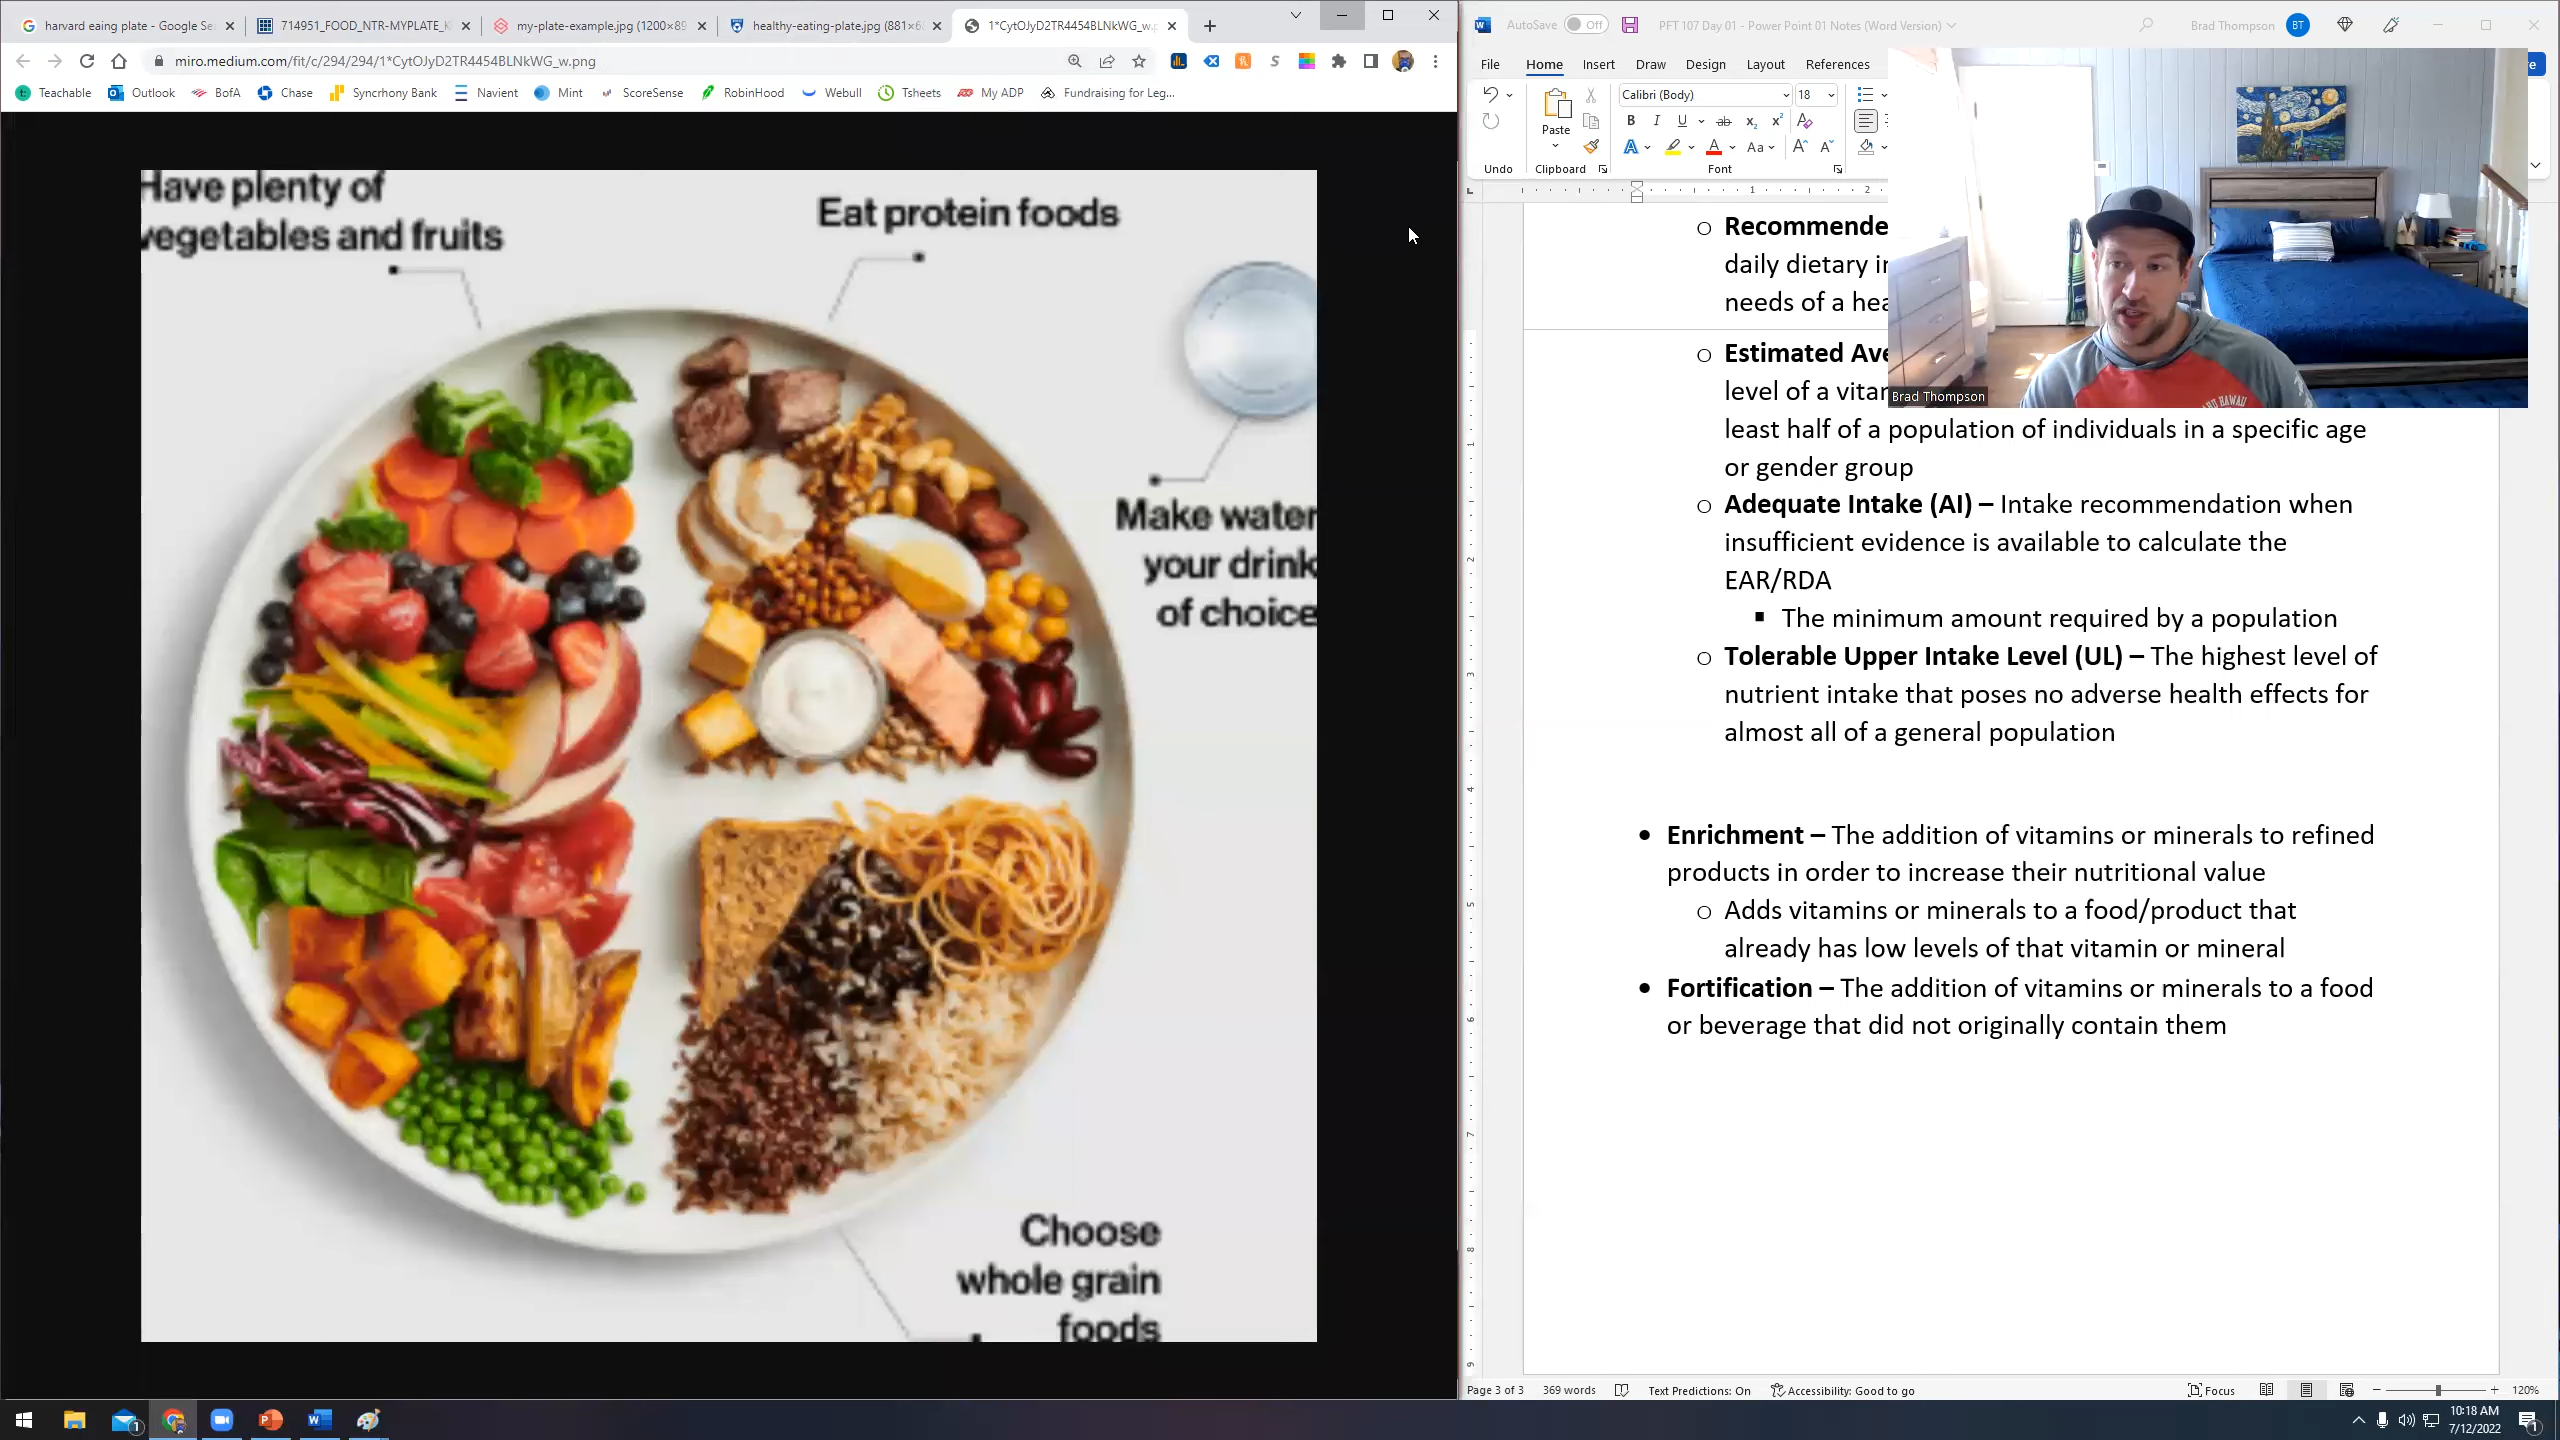 harvard eaing plate - Google Se
714951_FOOD_NTR-MYPLATE_K
my-plate-example.jpg (1200×89
healthy-eating-plate.jpg (881×6
1*CytOJyD2TR4454BLNkWG_w.p
miro.medium.com/fit/c/294/294/1*CytOJyD2TR4454BLNkWG_w.png
Teachable
Outlook
BofA
Chase
Syncrhony Bank
Navient
Mint
ScoreSense
RobinHood
Webull
Tsheets
My ADP
Fundraising for Leg...
Have plenty of
vegetables and fruits
Eat protein foods
Make water
your drink
of choice
Choose
whole grain
foods
AutoSave Off
PFT 107 Day 01 - Power Point 01 Notes (Word Version)
Brad Thompson BT
File Home Insert Draw Design Layout References
Paste
Calibri (Body) 18
Undo Clipboard Font
Brad Thompson
Recommende
daily dietary in
needs of a hea
Estimated Ave
level of a vitan
least half of a population of individuals in a specific age
or gender group
Adequate Intake (AI) – Intake recommendation when
insufficient evidence is available to calculate the
EAR/RDA
The minimum amount required by a population
Tolerable Upper Intake Level (UL) – The highest level of
nutrient intake that poses no adverse health effects for
almost all of a general population
Enrichment – The addition of vitamins or minerals to refined
products in order to increase their nutritional value
Adds vitamins or minerals to a food/product that
already has low levels of that vitamin or mineral
Fortification – The addition of vitamins or minerals to a food
or beverage that did not originally contain them
Page 3 of 3 369 words Text Predictions: On Accessibility: Good to go Focus 120%
10:18 AM
7/12/2022